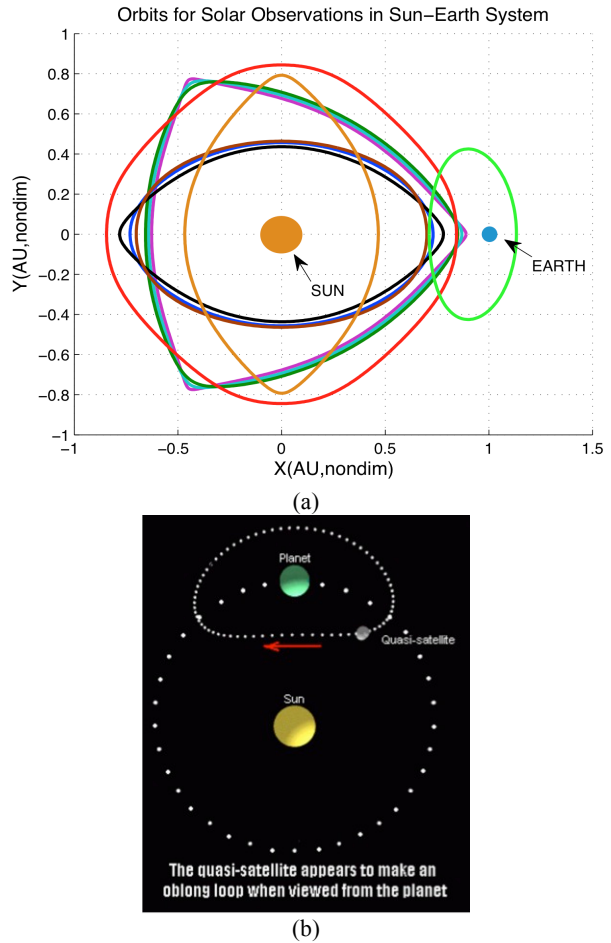 Orbits for Solar Observations in Sun−Earth System
1
0.8
0.6
0.4
0.2
0
−0.2
−0.4
−0.6
−0.8
−1
Y(AU,nondim)
SUN
EARTH
−1 −0.5 0 0.5 1 1.5
X(AU,nondim)
(a)
Planet
Quasi-satellite
Sun
The quasi-satellite appears to make an
oblong loop when viewed from the planet
(b)